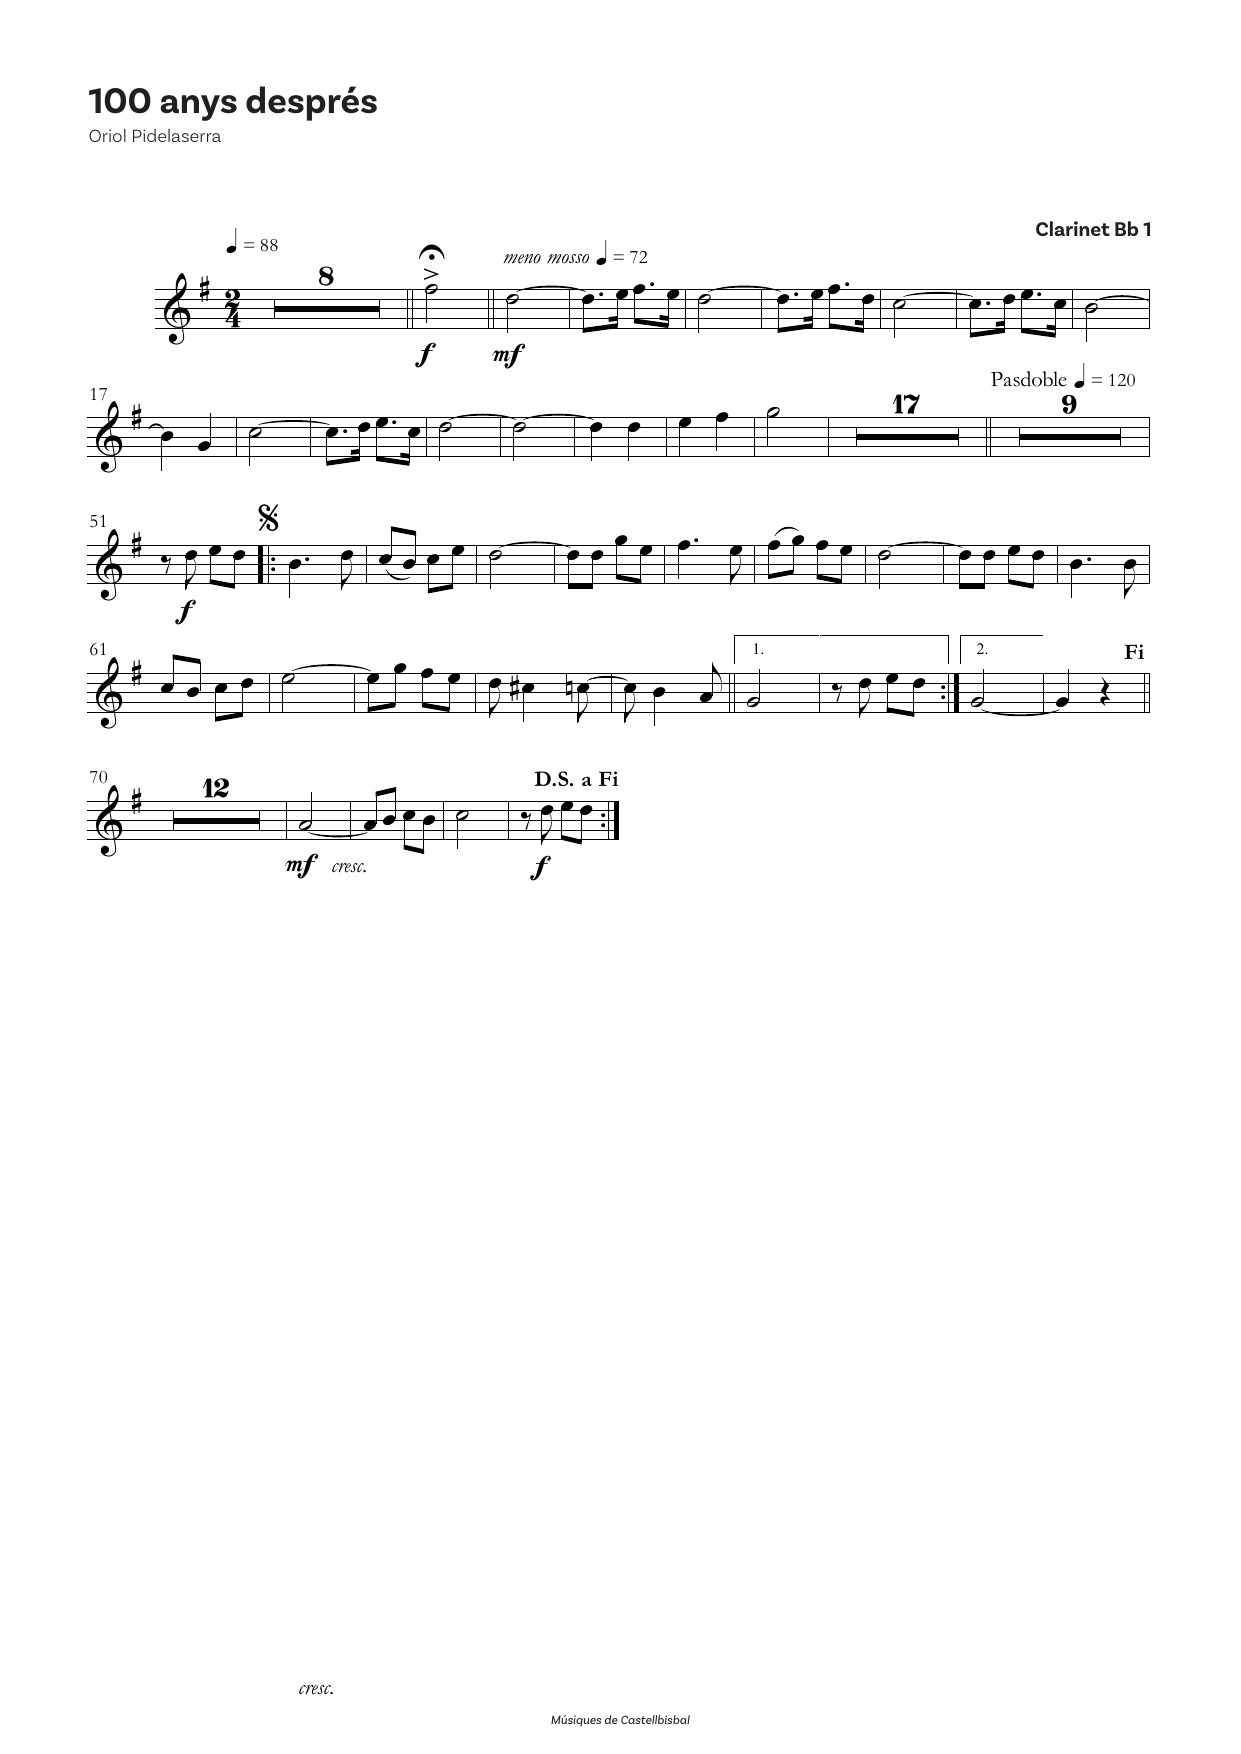 100 anys després
Oriol Pidelaserra
Clarinet Bb 1
= 88
8
meno mosso = 72
2
4
f
mf
17
Pasdoble = 120
17
9
51
f
61
1.
2.
Fi
70
12
D.S. a Fi
mf cresc.
f
cresc.
Músiques de Castellbisbal